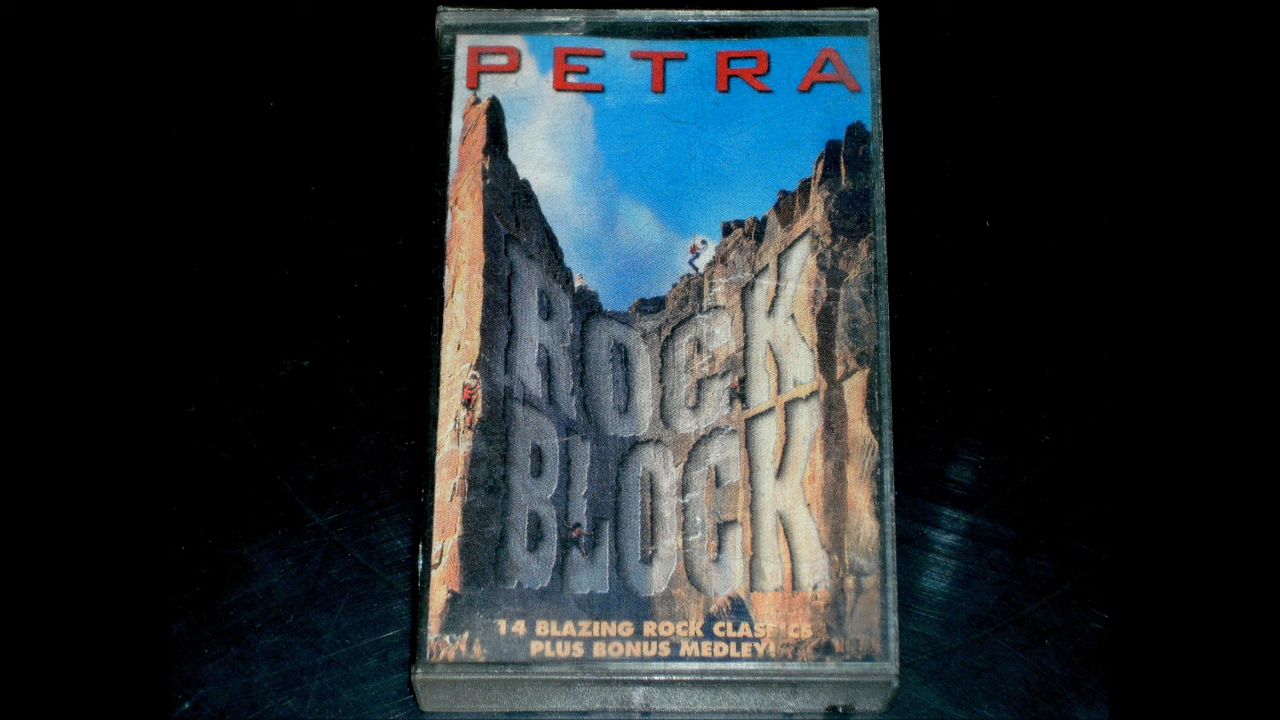 PETRA
ROCK
BLOCK
14 BLAZING ROCK CLASSICS
PLUS BONUS MEDLEY!